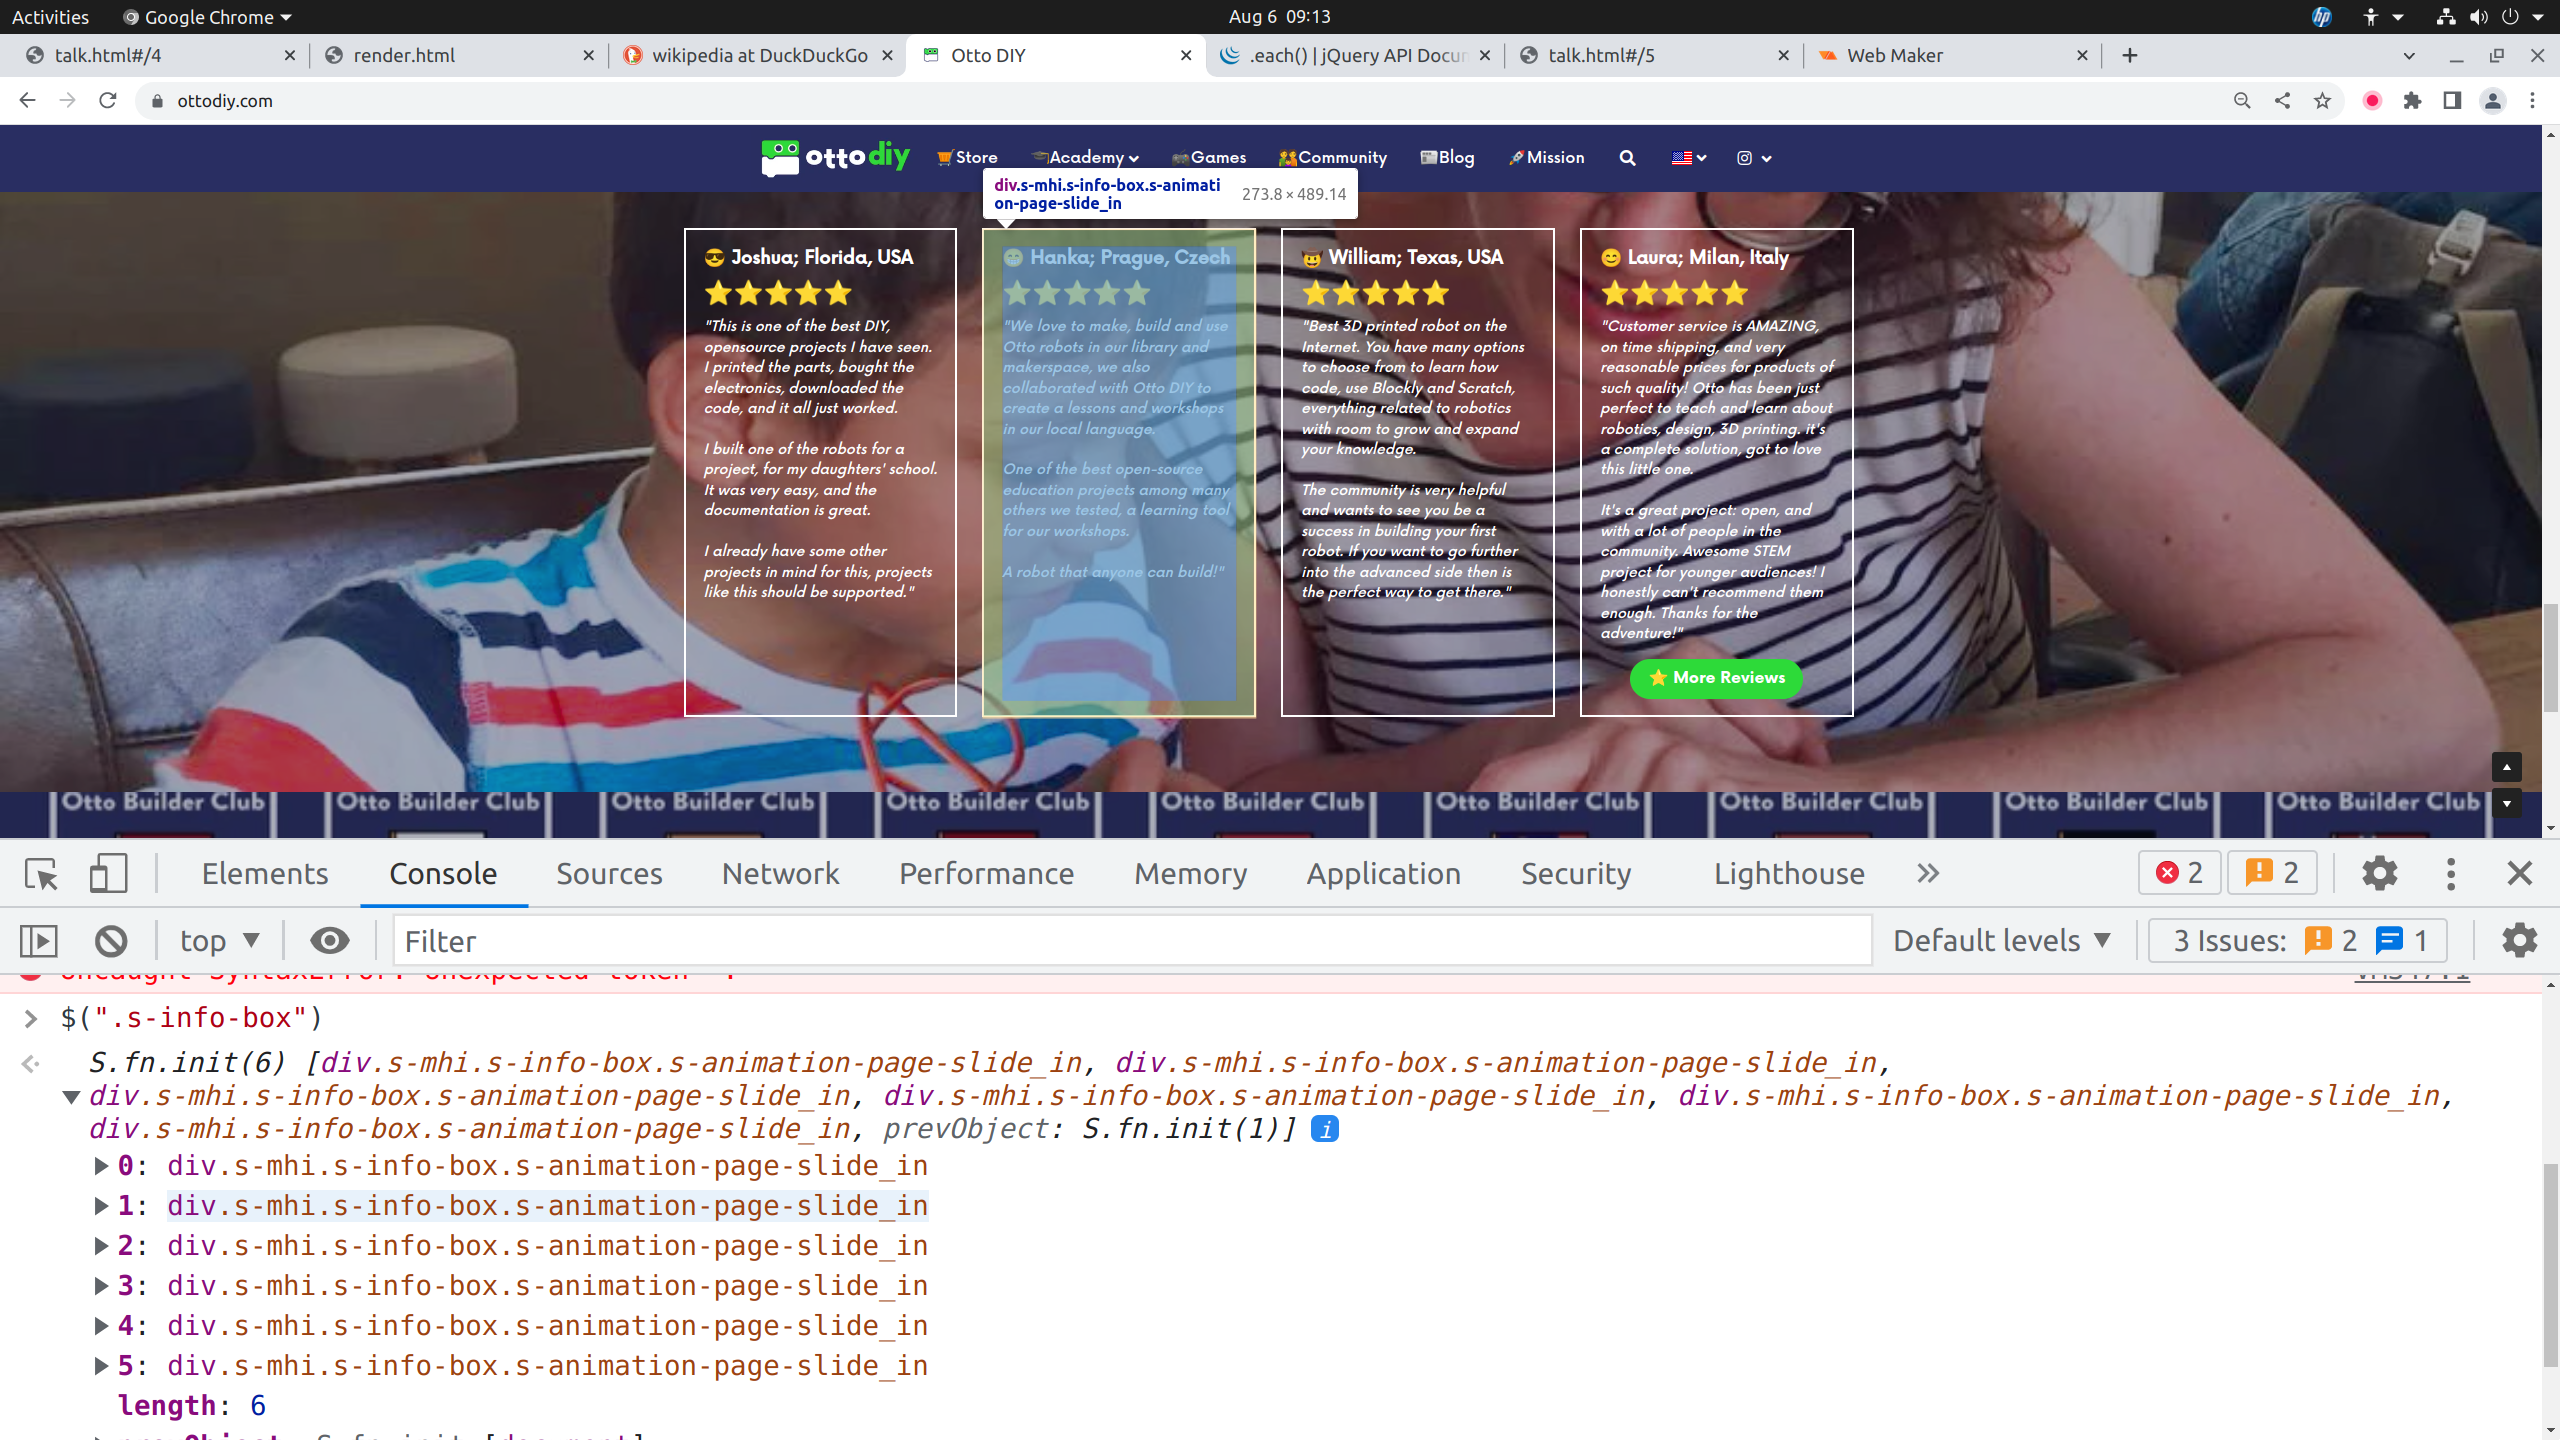 Activities Google Chrome Aug 6 09:13
talk.html#/4 render.html wikipedia at DuckDuckGo Otto DIY .each() | jQuery API Docum talk.html#/5 Web Maker
ottodiy.com
ottodiy 🛒Store 🎓Academy 🎮Games 👫Community 📰Blog 🚀Mission
div.s-mhi.s-info-box.s-animati
on-page-slide_in
273.8 × 489.14
😎 Joshua; Florida, USA
⭐⭐⭐⭐⭐
"This is one of the best DIY,
opensource projects I have seen.
I printed the parts, bought the
electronics, downloaded the
code, and it all just worked.
I built one of the robots for a
project, for my daughters' school.
It was very easy, and the
documentation is great.
I already have some other
projects in mind for this, projects
like this should be supported."
😁 Hanka; Prague, Czech
⭐⭐⭐⭐⭐
"We love to make, build and use
Otto robots in our library and
makerspace, we also
collaborated with Otto DIY to
create a lessons and workshops
in our local language.
One of the best open-source
education projects among many
others we tested, a learning tool
for our workshops.
A robot that anyone can build!"
🤠 William; Texas, USA
⭐⭐⭐⭐⭐
"Best 3D printed robot on the
Internet. You have many options
to choose from to learn how
code, use Blockly and Scratch,
everything related to robotics
with room to grow and expand
your knowledge.
The community is very helpful
and wants to see you be a
success in building your first
robot. If you want to go further
into the advanced side then is
the perfect way to get there."
😊 Laura; Milan, Italy
⭐⭐⭐⭐⭐
"Customer service is AMAZING,
on time shipping, and very
reasonable prices for products of
such quality! Otto has been just
perfect to teach and learn about
robotics, design, 3D printing. it's
a complete solution, got to love
this little one.
It's a great project: open, and
with a lot of people in the
community. Awesome STEM
project for younger audiences! I
honestly can't recommend them
enough. Thanks for the
adventure!"
⭐ More Reviews
Otto Builder Club Otto Builder Club Otto Builder Club Otto Builder Club Otto Builder Club Otto Builder Club Otto Builder Club Otto Builder Club Otto Builder Club
Elements Console Sources Network Performance Memory Application Security Lighthouse 2 2
top Filter Default levels 3 Issues: 2 1
Uncaught SyntaxError: Unexpected token
$(".s-info-box")
S.fn.init(6) [div.s-mhi.s-info-box.s-animation-page-slide_in, div.s-mhi.s-info-box.s-animation-page-slide_in,
div.s-mhi.s-info-box.s-animation-page-slide_in, div.s-mhi.s-info-box.s-animation-page-slide_in, div.s-mhi.s-info-box.s-animation-page-slide_in,
div.s-mhi.s-info-box.s-animation-page-slide_in, prevObject: S.fn.init(1)] i
0: div.s-mhi.s-info-box.s-animation-page-slide_in
1: div.s-mhi.s-info-box.s-animation-page-slide_in
2: div.s-mhi.s-info-box.s-animation-page-slide_in
3: div.s-mhi.s-info-box.s-animation-page-slide_in
4: div.s-mhi.s-info-box.s-animation-page-slide_in
5: div.s-mhi.s-info-box.s-animation-page-slide_in
length: 6
prevObject: S.fn.init [document]